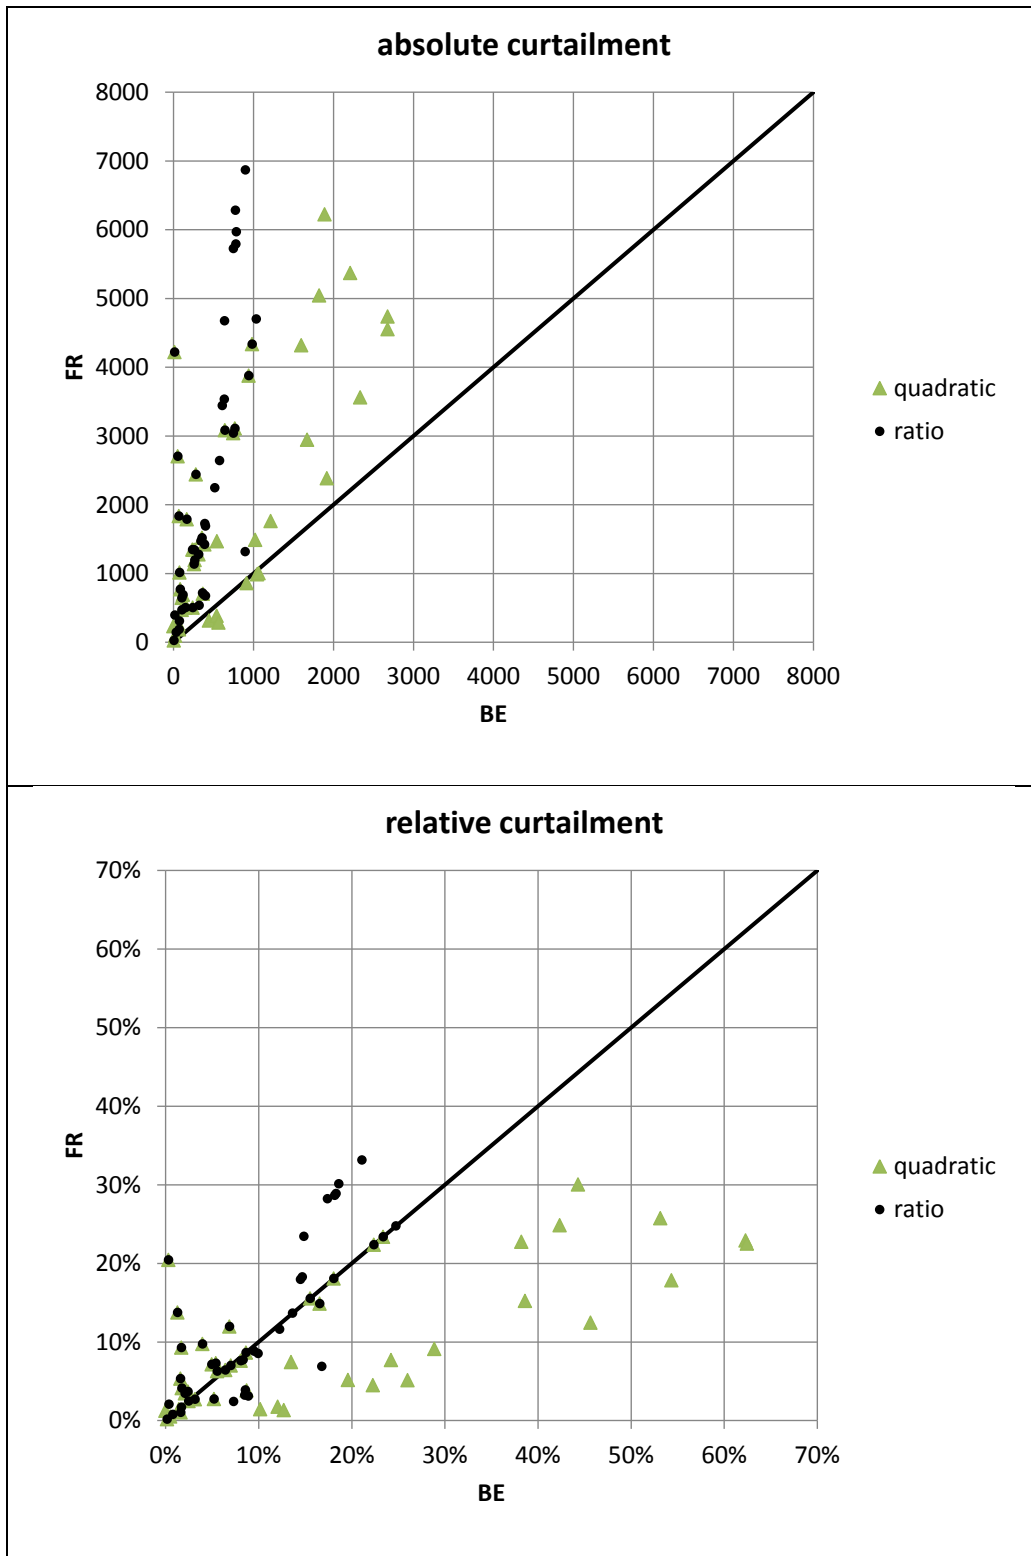 absolute curtailment
8000
7000
6000
5000
4000
3000
2000
1000
0
FR
0 1000 2000 3000 4000 5000 6000 7000 8000
BE
quadratic
ratio
relative curtailment
70%
60%
50%
40%
30%
20%
10%
0%
FR
0% 10% 20% 30% 40% 50% 60% 70%
BE
quadratic
ratio